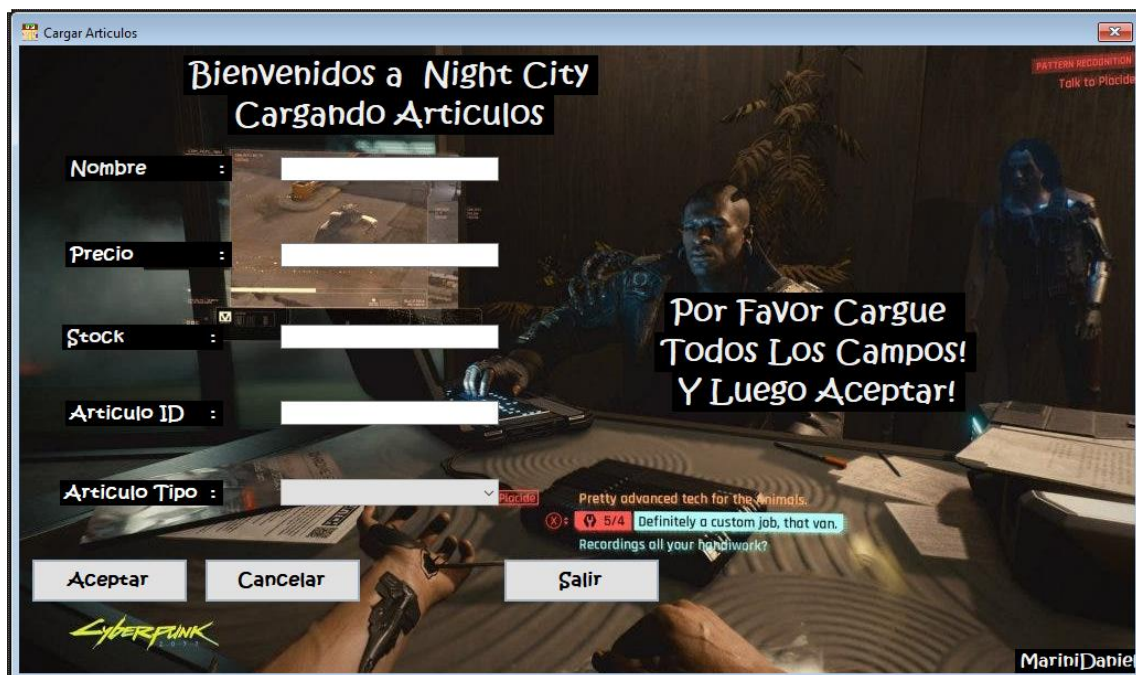 Cargar Articulos
Bienvenidos a Night City
Cargando Articulos
PATTERN RECOGNITION
Talk to Placide
Nombre :
Precio :
Stock :
Por Favor Cargue
Todos Los Campos!
Y Luego Aceptar!
Articulo ID :
Articulo Tipo :
Placide
Pretty advanced tech for the Animals.
X 5/4 Definitely a custom job, that van.
Recordings all your handiwork?
Aceptar
Cancelar
Salir
Cyberpunk
2077
MariniDaniel